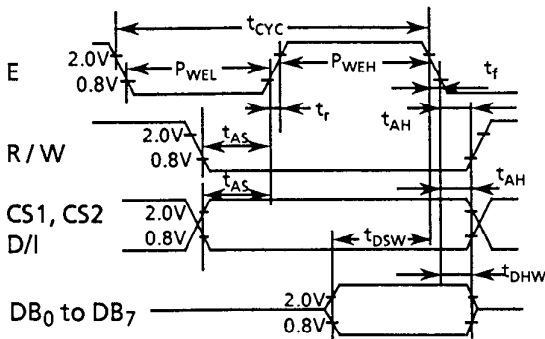 tCYC
E
2.0V
0.8V
PWEL
PWEH
tf
tr
tAH
R / W
2.0V
0.8V
tAS
tAS
tAH
CS1, CS2
D/I
2.0V
0.8V
tDSW
tDHW
DB0 to DB7
2.0V
0.8V